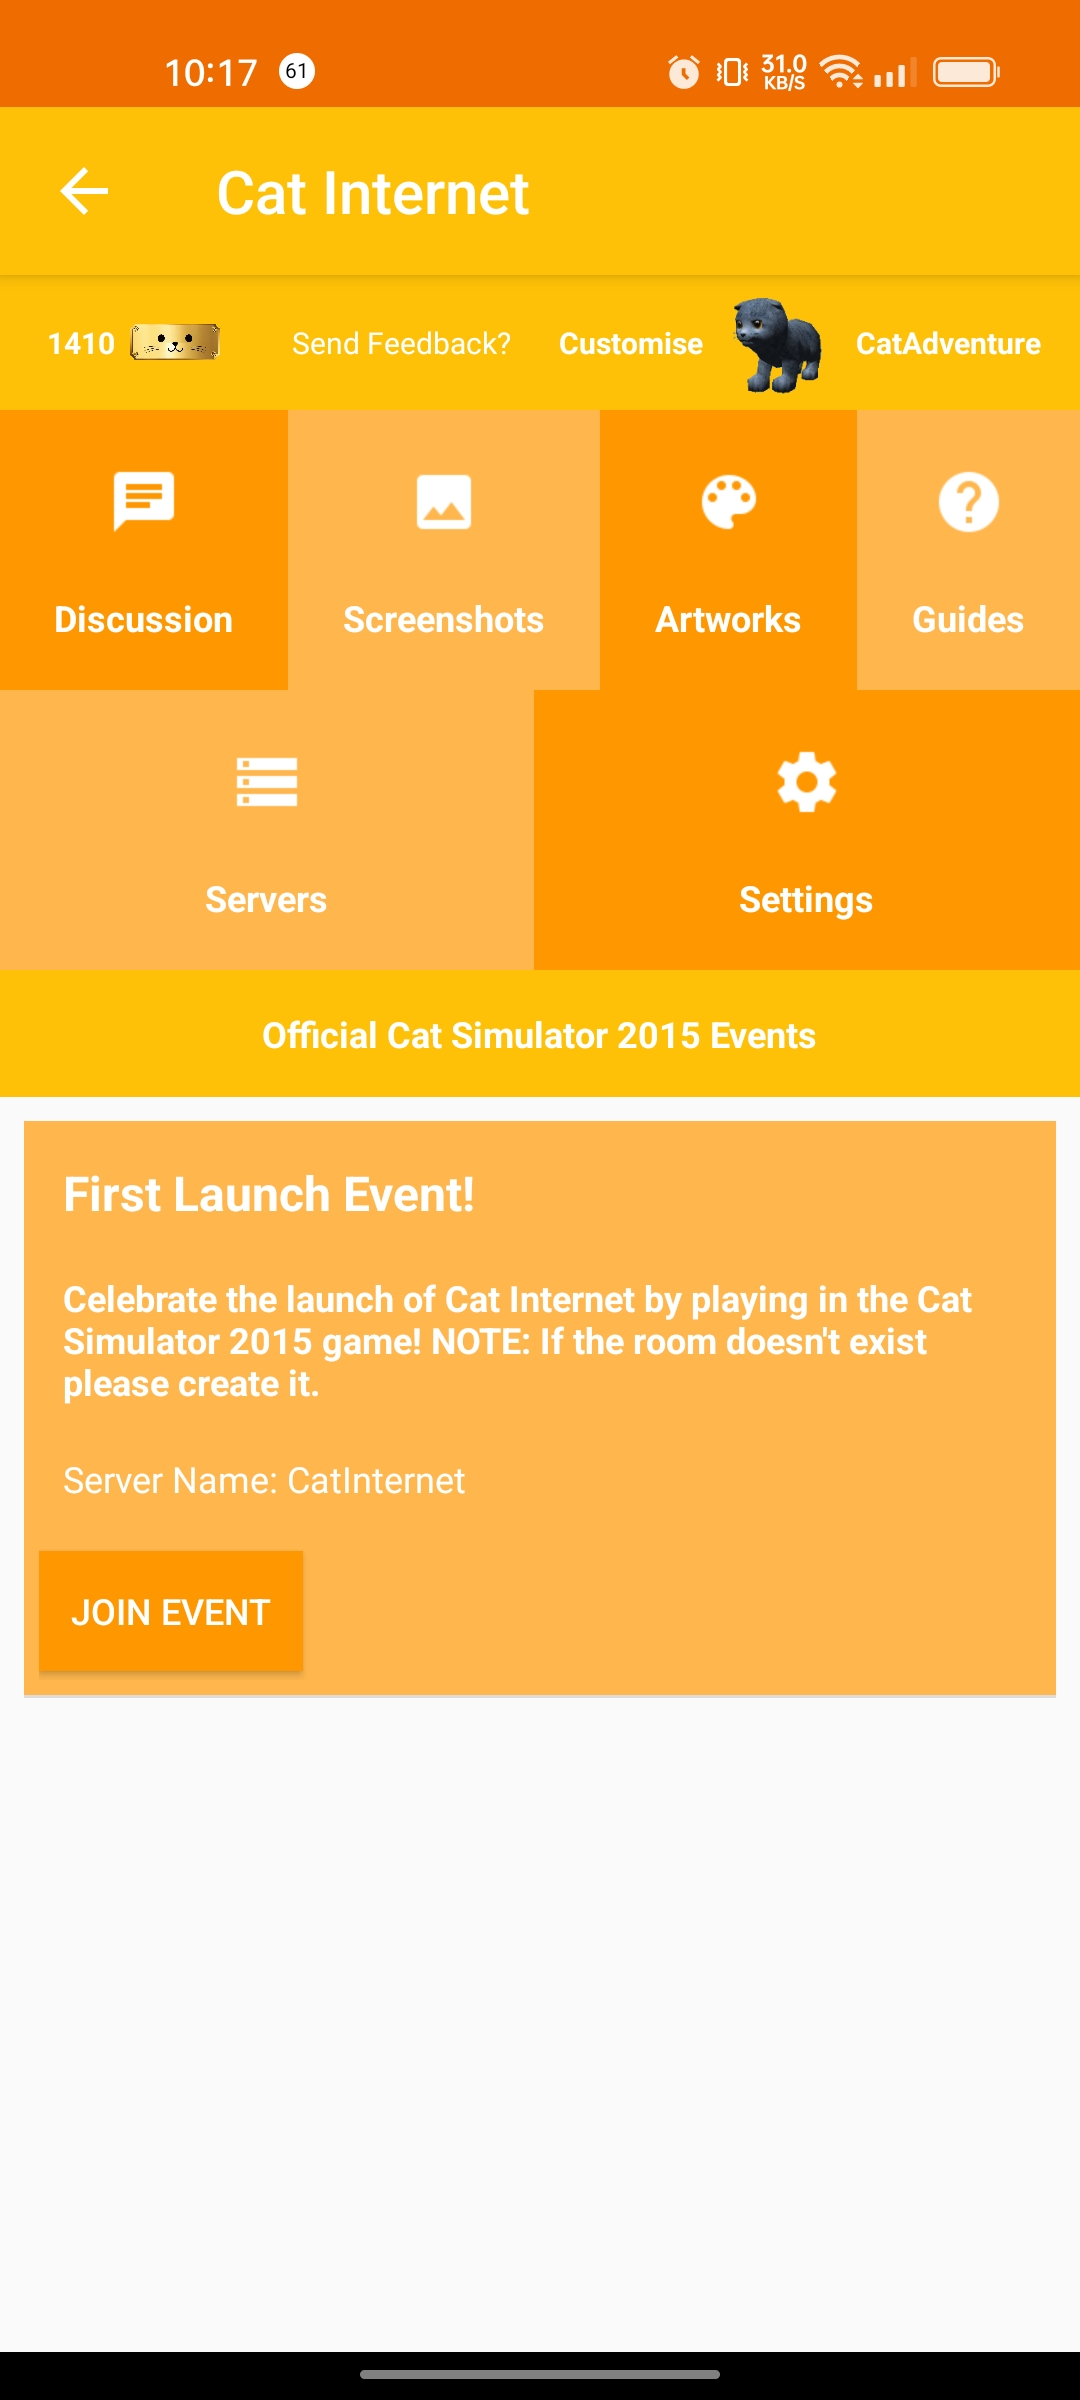 10:17 61 31.0 KB/S
Cat Internet
1410 Send Feedback? Customise CatAdventure
Discussion Screenshots Artworks Guides
Servers Settings
Official Cat Simulator 2015 Events
First Launch Event!
Celebrate the launch of Cat Internet by playing in the Cat
Simulator 2015 game! NOTE: If the room doesn't exist
please create it.
Server Name: CatInternet
JOIN EVENT